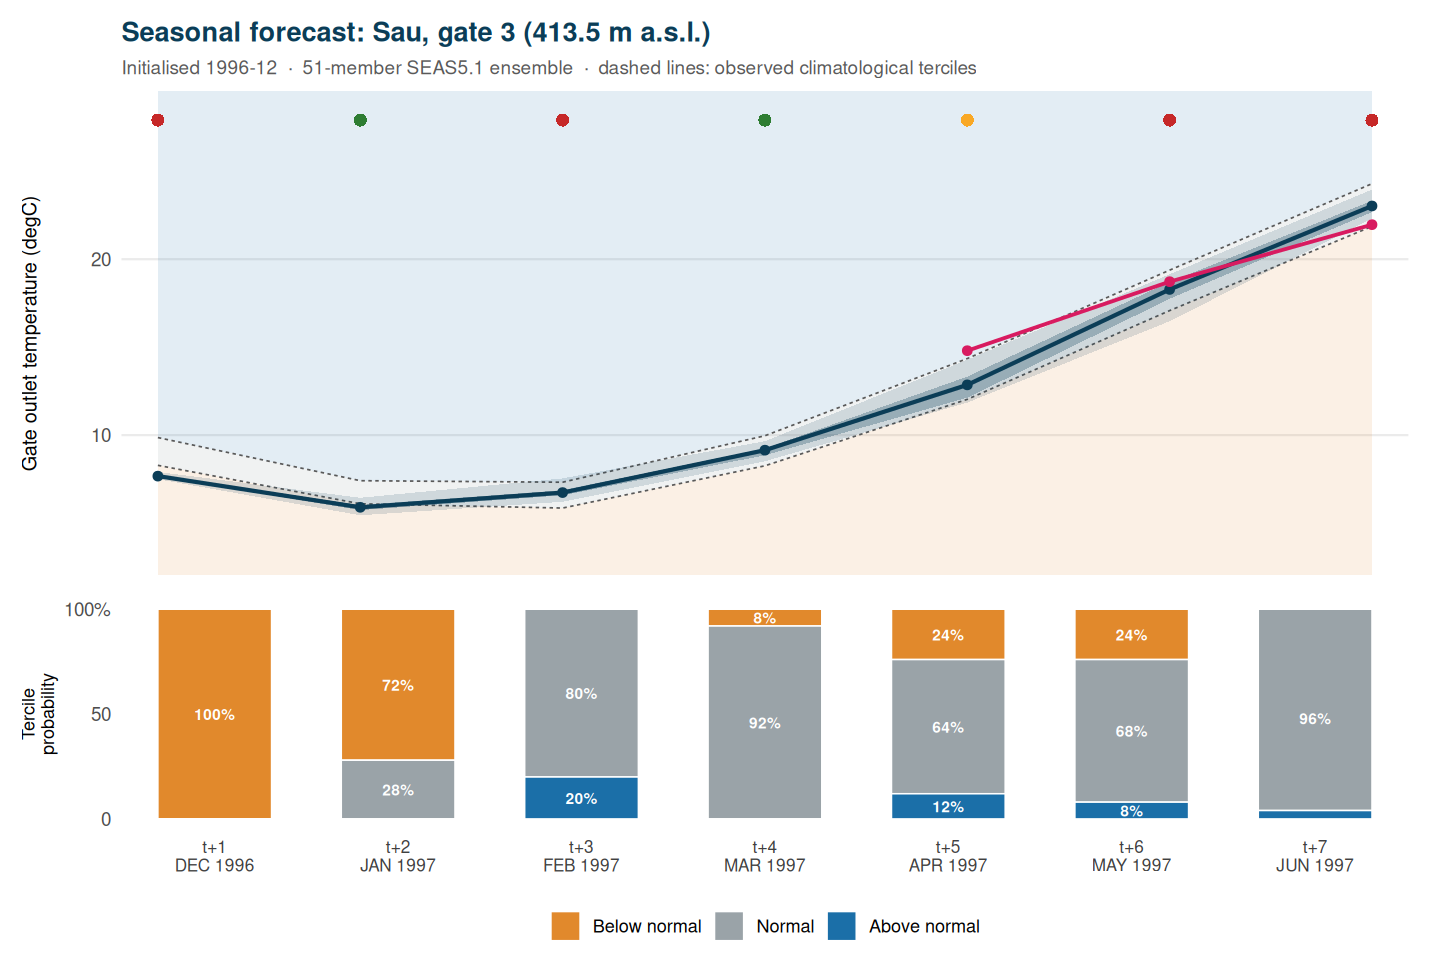 Seasonal forecast: Sau, gate 3 (413.5 m a.s.l.)
Initialised 1996-12 · 51-member SEAS5.1 ensemble · dashed lines: observed climatological terciles
Gate outlet temperature (degC)
20
10
Tercile
probability
100%
50
0
100%
72%
28%
80%
20%
8%
92%
24%
64%
12%
24%
68%
8%
96%
t+1
DEC 1996
t+2
JAN 1997
t+3
FEB 1997
t+4
MAR 1997
t+5
APR 1997
t+6
MAY 1997
t+7
JUN 1997
Below normal
Normal
Above normal